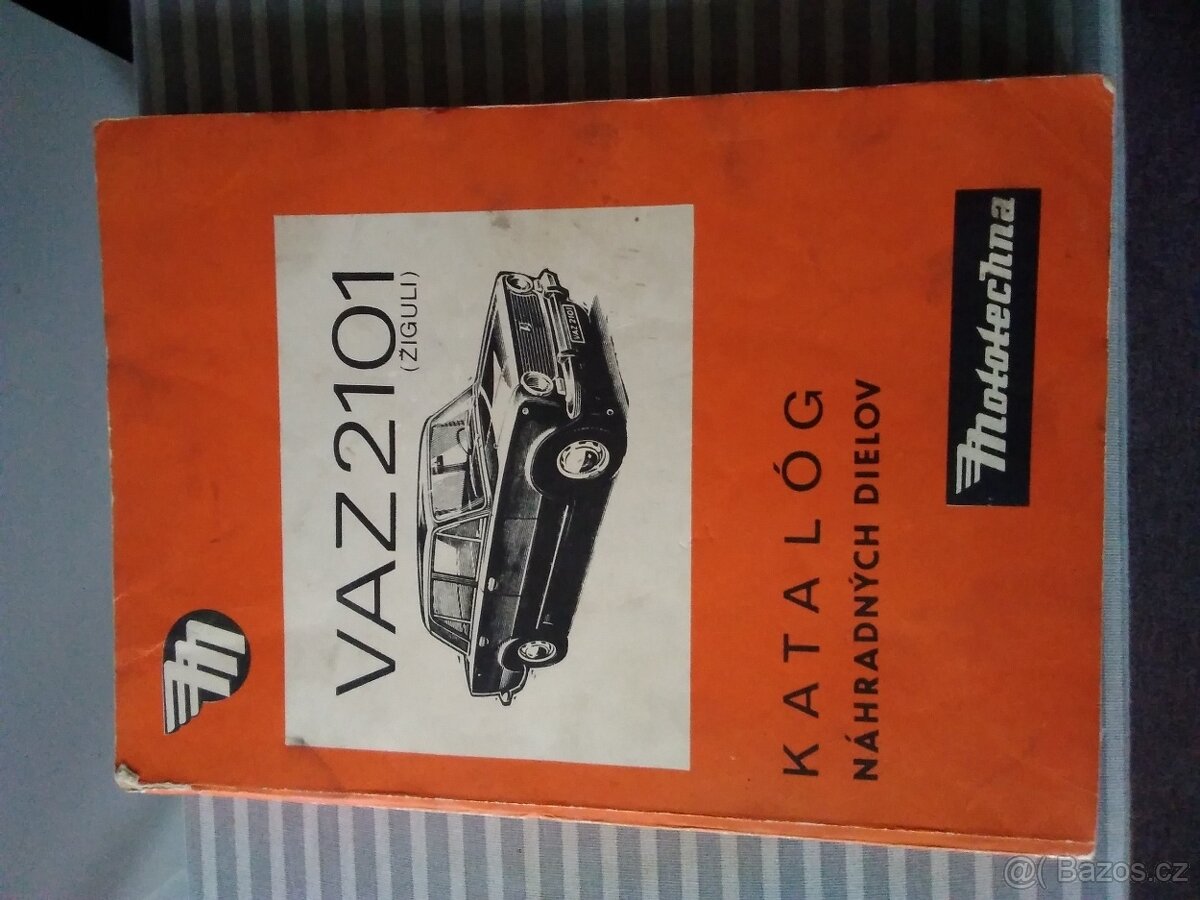 VAZ 2101
(ŽIGULI)
VAZ 2101
KATALÓG
NÁHRADNÝCH DIELOV
Mototechna
@( Bazos.cz